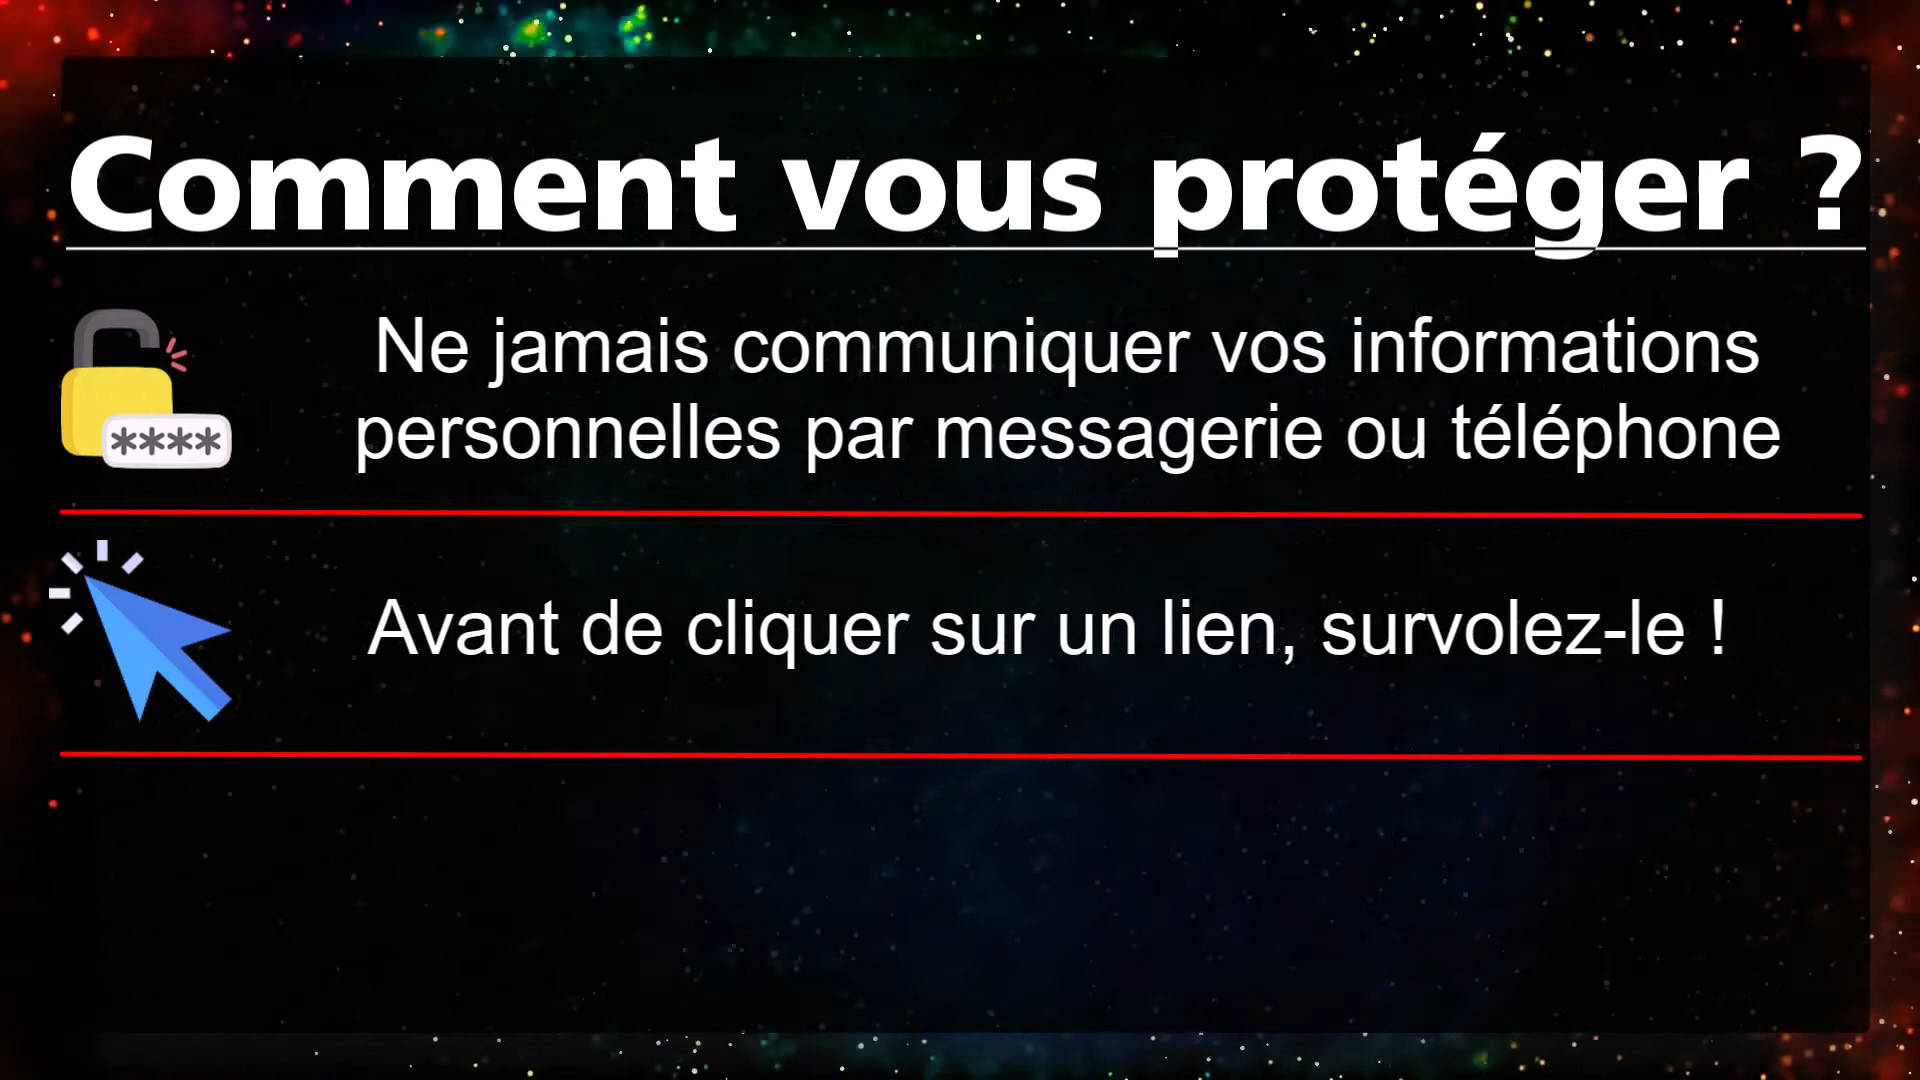 Comment vous protéger ?
Ne jamais communiquer vos informations
personnelles par messagerie ou téléphone
****
Avant de cliquer sur un lien, survolez-le !